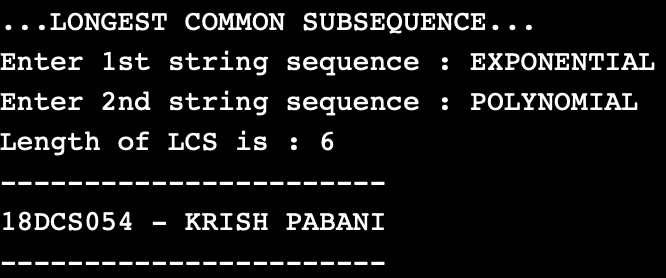 ...LONGEST COMMON SUBSEQUENCE...
Enter 1st string sequence : EXPONENTIAL
Enter 2nd string sequence : POLYNOMIAL
Length of LCS is : 6
------------------------
18DCS054 - KRISH PABANI
------------------------